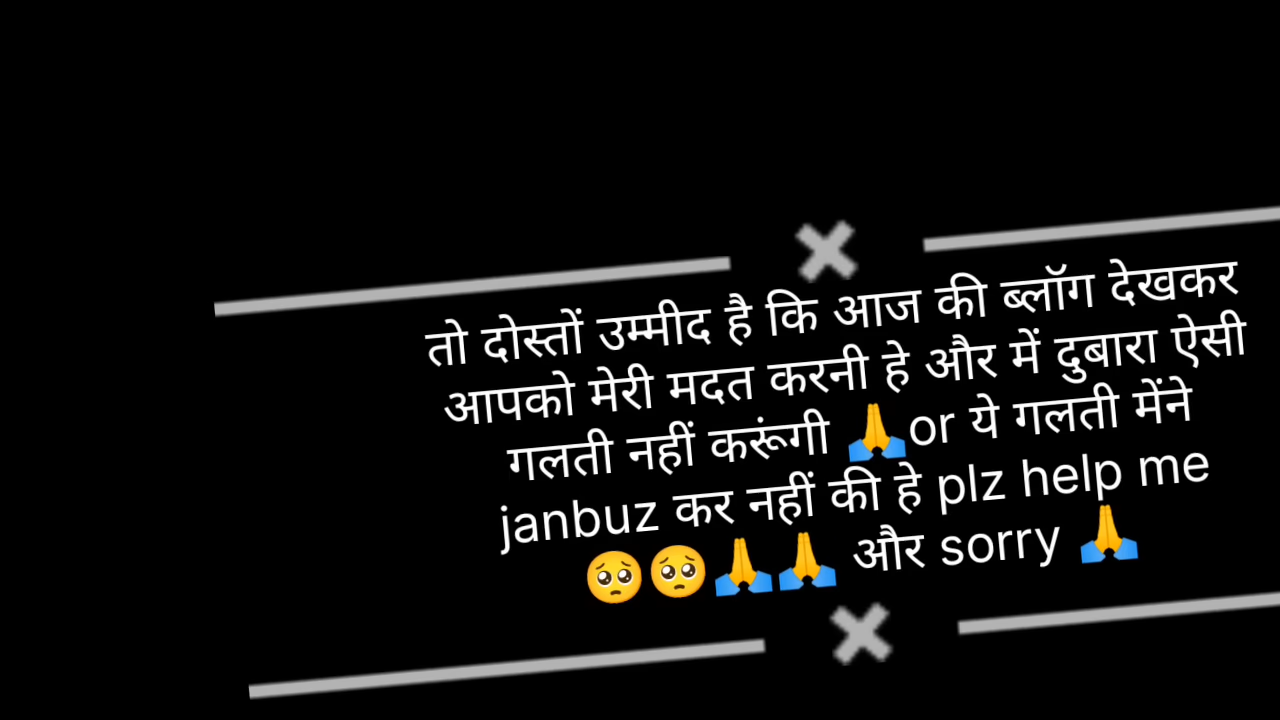 तो दोस्तों उम्मीद है कि आज की ब्लॉग देखकर
आपको मेरी मदत करनी हे और में दुबारा ऐसी
गलती नहीं करूंगी 🙏or ये गलती मेंने
janbuz कर नहीं की हे plz help me
🥺🥺🙏🙏 और sorry 🙏